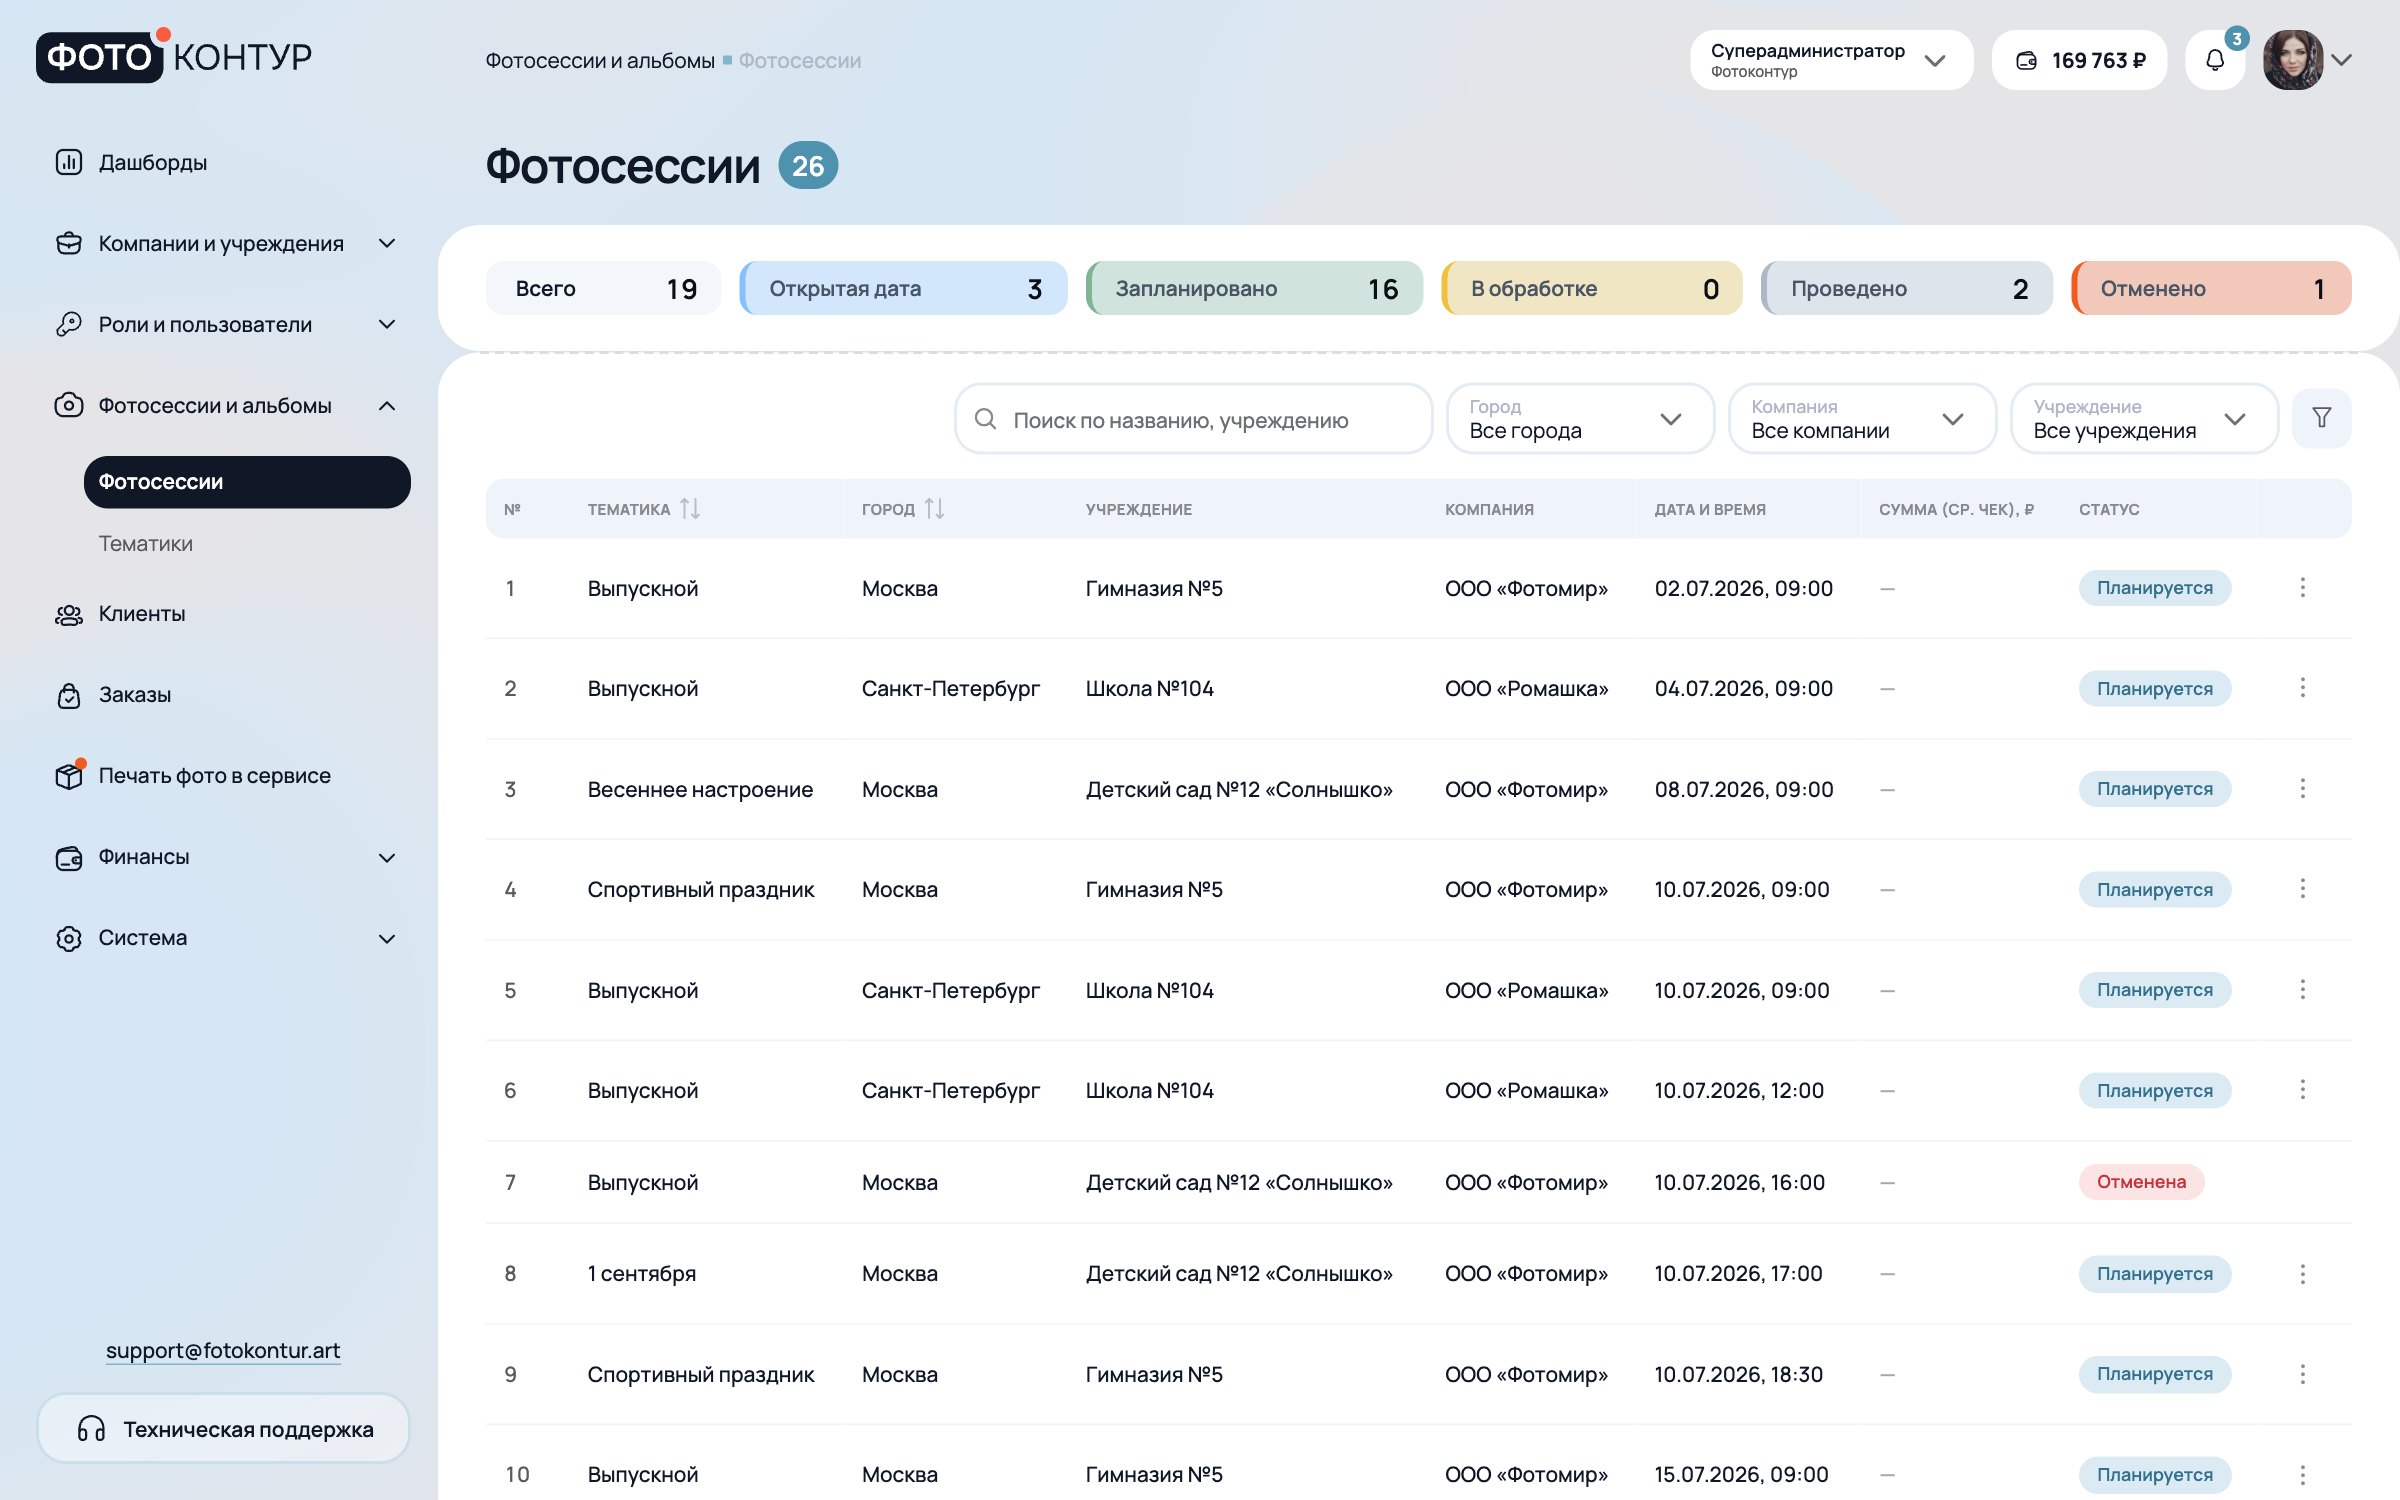 ФОТО КОНТУР
Фотосессии и альбомы Фотосессии
Суперадминистратор
Фотоконтур
169 763 ₽
3
Дашборды
Компании и учреждения
Роли и пользователи
Фотосессии и альбомы
Фотосессии
Тематики
Клиенты
Заказы
Печать фото в сервисе
Финансы
Система
support@fotokontur.art
Техническая поддержка
Фотосессии 26
Всего 19
Открытая дата 3
Запланировано 16
В обработке 0
Проведено 2
Отменено 1
Поиск по названию, учреждению
Город
Все города
Компания
Все компании
Учреждение
Все учреждения
№ ТЕМАТИКА ГОРОД УЧРЕЖДЕНИЕ КОМПАНИЯ ДАТА И ВРЕМЯ СУММА (СР. ЧЕК), ₽ СТАТУС
1 Выпускной Москва Гимназия №5 ООО «Фотомир» 02.07.2026, 09:00 — Планируется
2 Выпускной Санкт-Петербург Школа №104 ООО «Ромашка» 04.07.2026, 09:00 — Планируется
3 Весеннее настроение Москва Детский сад №12 «Солнышко» ООО «Фотомир» 08.07.2026, 09:00 — Планируется
4 Спортивный праздник Москва Гимназия №5 ООО «Фотомир» 10.07.2026, 09:00 — Планируется
5 Выпускной Санкт-Петербург Школа №104 ООО «Ромашка» 10.07.2026, 09:00 — Планируется
6 Выпускной Санкт-Петербург Школа №104 ООО «Ромашка» 10.07.2026, 12:00 — Планируется
7 Выпускной Москва Детский сад №12 «Солнышко» ООО «Фотомир» 10.07.2026, 16:00 — Отменена
8 1 сентября Москва Детский сад №12 «Солнышко» ООО «Фотомир» 10.07.2026, 17:00 — Планируется
9 Спортивный праздник Москва Гимназия №5 ООО «Фотомир» 10.07.2026, 18:30 — Планируется
10 Выпускной Москва Гимназия №5 ООО «Фотомир» 15.07.2026, 09:00 — Планируется